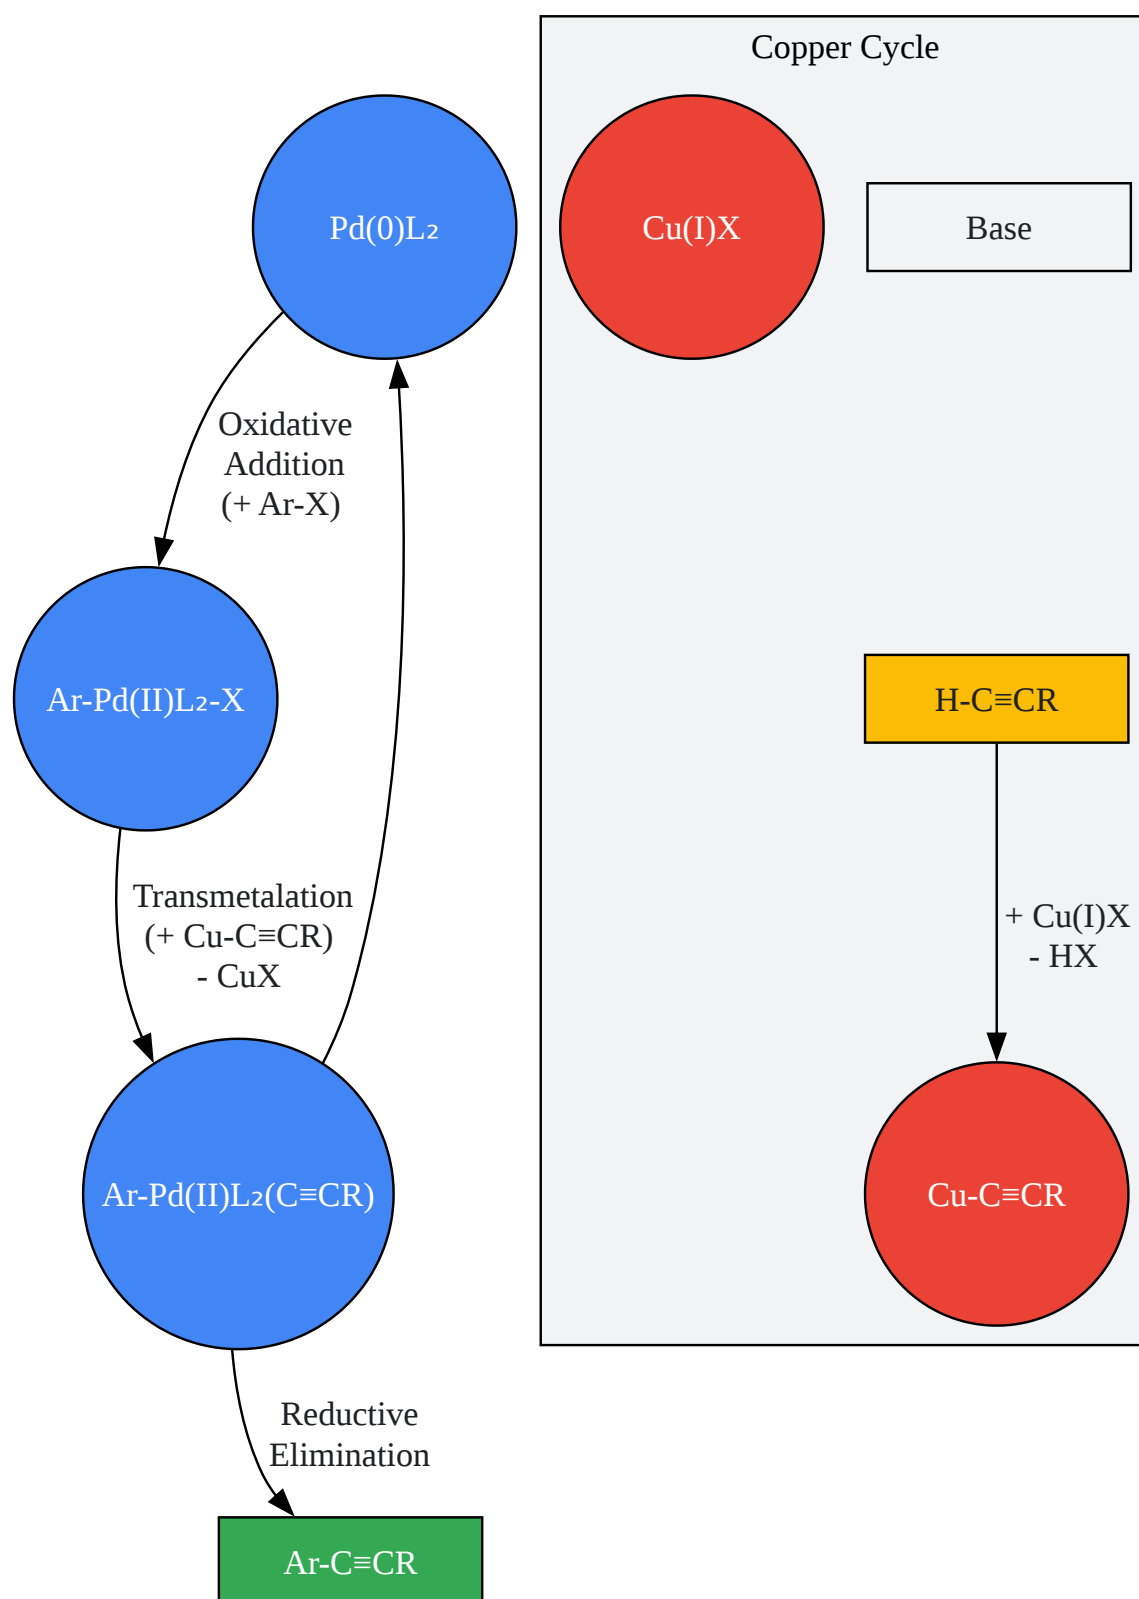 Copper Cycle
Pd(0)L₂
Cu(I)X
Base
Oxidative
Addition
(+ Ar-X)
Ar-Pd(II)L₂-X
H-C≡CR
Transmetalation
(+ Cu-C≡CR)
- CuX
+ Cu(I)X
- HX
Ar-Pd(II)L₂(C≡CR)
Cu-C≡CR
Reductive
Elimination
Ar-C≡CR